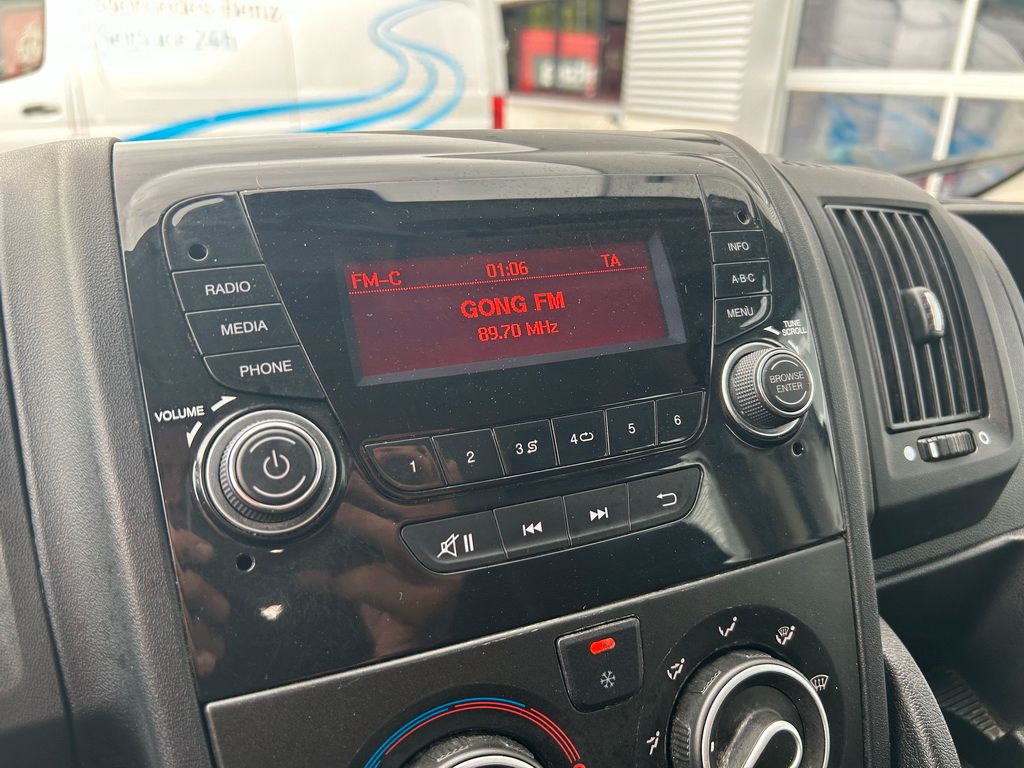 Mercedes-Benz
Service 24h
INFO
RADIO
FM-C 01:06 TA
A·B·C
GONG FM
MEDIA
89.70 MHz
MENU
PHONE
TUNE
SCROLL
VOLUME
BROWSE
ENTER
1 2 3 4 5 6